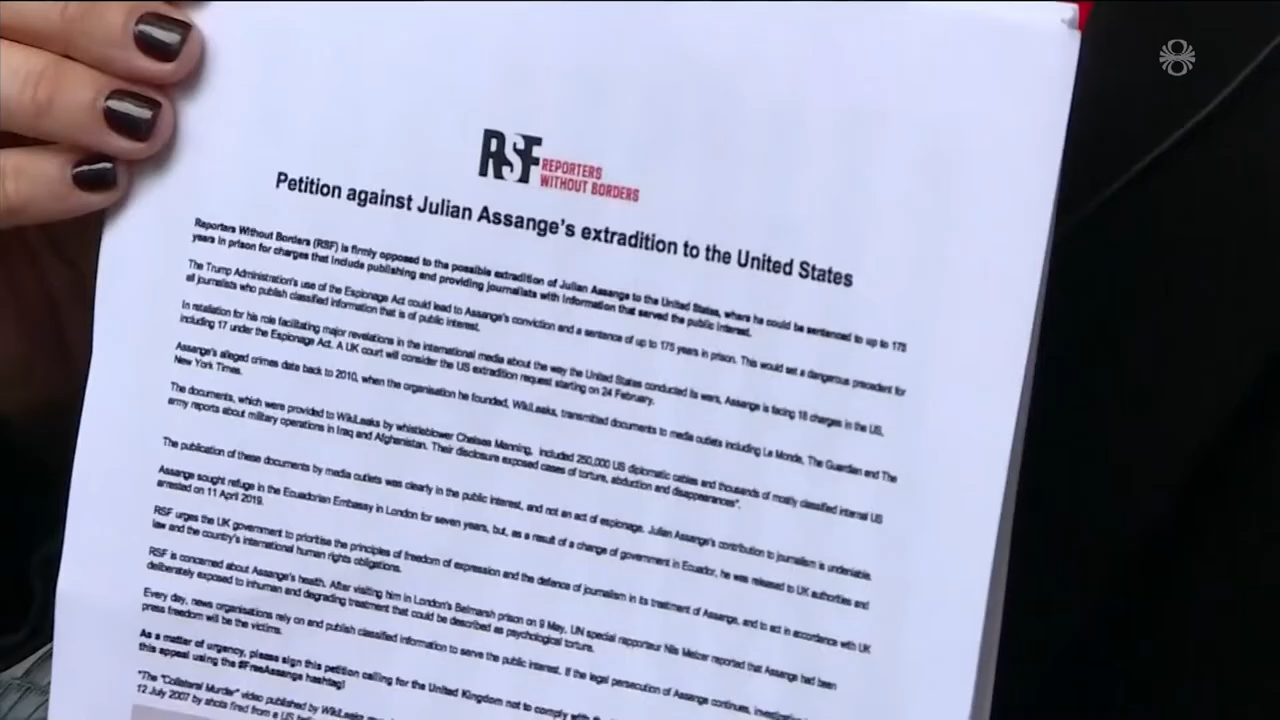 RSF REPORTERS
WITHOUT BORDERS
Petition against Julian Assange's extradition to the United States
Reporters Without Borders (RSF) is firmly opposed to the possible extradition of Julian Assange to the United States, where he could be sentenced to up to 175
years in prison for charges that include publishing and providing journalists with information that served the public interest.
The Trump Administration's use of the Espionage Act could lead to Assange's conviction and a sentence of up to 175 years in prison. This would set a dangerous precedent for
all journalists who publish classified information that is of public interest.
In retaliation for his role facilitating major revelations in the international media about the way the United States conducted its wars, Assange is facing 18 charges in the US,
including 17 under the Espionage Act. A UK court will consider the US extradition request starting on 24 February.
Assange's alleged crimes date back to 2010, when the organisation he founded, WikiLeaks, transmitted documents to media outlets including Le Monde, The Guardian and The
New York Times.
The documents, which were provided to WikiLeaks by whistleblower Chelsea Manning, included 250,000 US diplomatic cables and thousands of mostly classified internal US
army reports about military operations in Iraq and Afghanistan. Their disclosure exposed cases of torture, abduction and disappearances*.
The publication of these documents by media outlets was clearly in the public interest, and not an act of espionage. Julian Assange's contribution to journalism is undeniable.
Assange sought refuge in the Ecuadorian Embassy in London for seven years, but, as a result of a change of government in Ecuador, he was released to UK authorities and
arrested on 11 April 2019.
RSF urges the UK government to prioritise the principles of freedom of expression and the defence of journalism in its treatment of Assange, and to act in accordance with UK
law and the country's international human rights obligations.
RSF is concerned about Assange's health. After visiting him in London's Belmarsh prison on 9 May, UN special rapporteur Nils Melzer reported that Assange had been
deliberately exposed to inhuman and degrading treatment that could be described as psychological torture.
Every day, news organisations rely on and publish classified information to serve the public interest. If the legal persecution of Assange continues,
press freedom will be the victims.
As a matter of urgency, please sign this petition calling for the United Kingdom not to comply with
this appeal using the #FreeAssange hashtag)
*The "Collateral Murder" video published by WikiLeaks
12 July 2007 by shots fired from a US